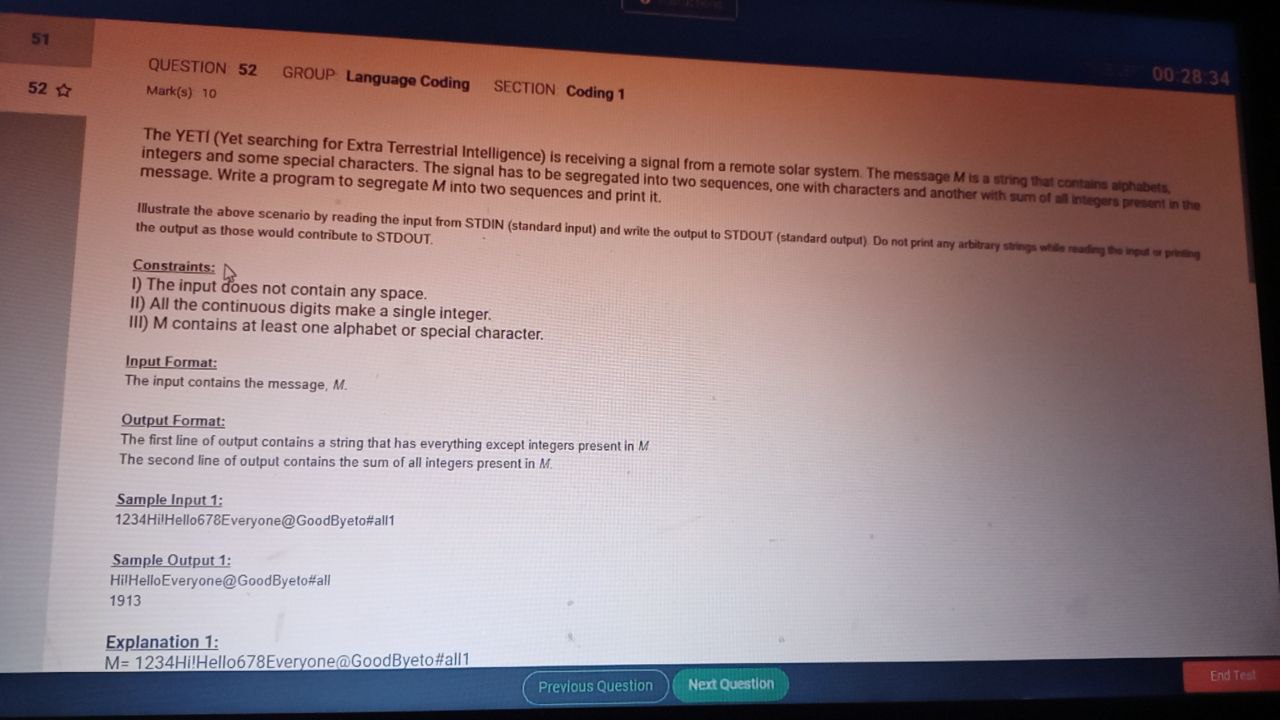 51
52 ☆
00:28:34
QUESTION 52 GROUP Language Coding SECTION Coding 1
Mark(s) 10
The YETI (Yet searching for Extra Terrestrial Intelligence) is receiving a signal from a remote solar system. The message M is a string that contains alphabets,
integers and some special characters. The signal has to be segregated into two sequences, one with characters and another with sum of all integers present in the
message. Write a program to segregate M into two sequences and print it.
Illustrate the above scenario by reading the input from STDIN (standard input) and write the output to STDOUT (standard output). Do not print any arbitrary strings while reading the input or printing
the output as those would contribute to STDOUT.
Constraints:
I) The input does not contain any space.
II) All the continuous digits make a single integer.
III) M contains at least one alphabet or special character.
Input Format:
The input contains the message, M.
Output Format:
The first line of output contains a string that has everything except integers present in M
The second line of output contains the sum of all integers present in M.
Sample Input 1:
1234Hi!Hello678Everyone@GoodByeto#all1
Sample Output 1:
Hi!HelloEveryone@GoodByeto#all
1913
Explanation 1:
M= 1234Hi!Hello678Everyone@GoodByeto#all1
Previous Question
Next Question
End Test